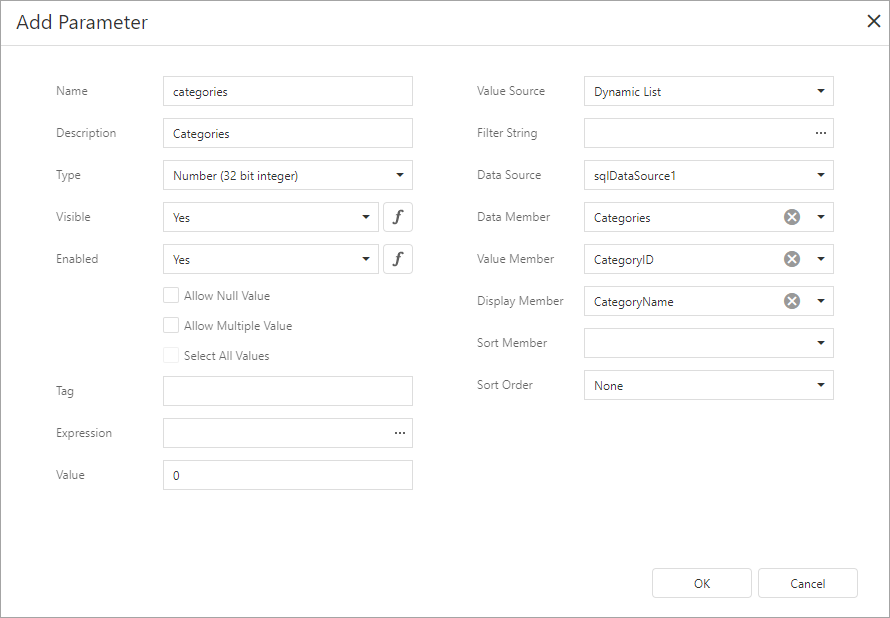 Add Parameter
Name
categories
Description
Categories
Type
Number (32 bit integer)
Visible
Yes
f
Enabled
Yes
f
Allow Null Value
Allow Multiple Value
Select All Values
Tag
Expression
...
Value
0
Value Source
Dynamic List
Filter String
...
Data Source
sqlDataSource1
Data Member
Categories
Value Member
CategoryID
Display Member
CategoryName
Sort Member
Sort Order
None
OK
Cancel